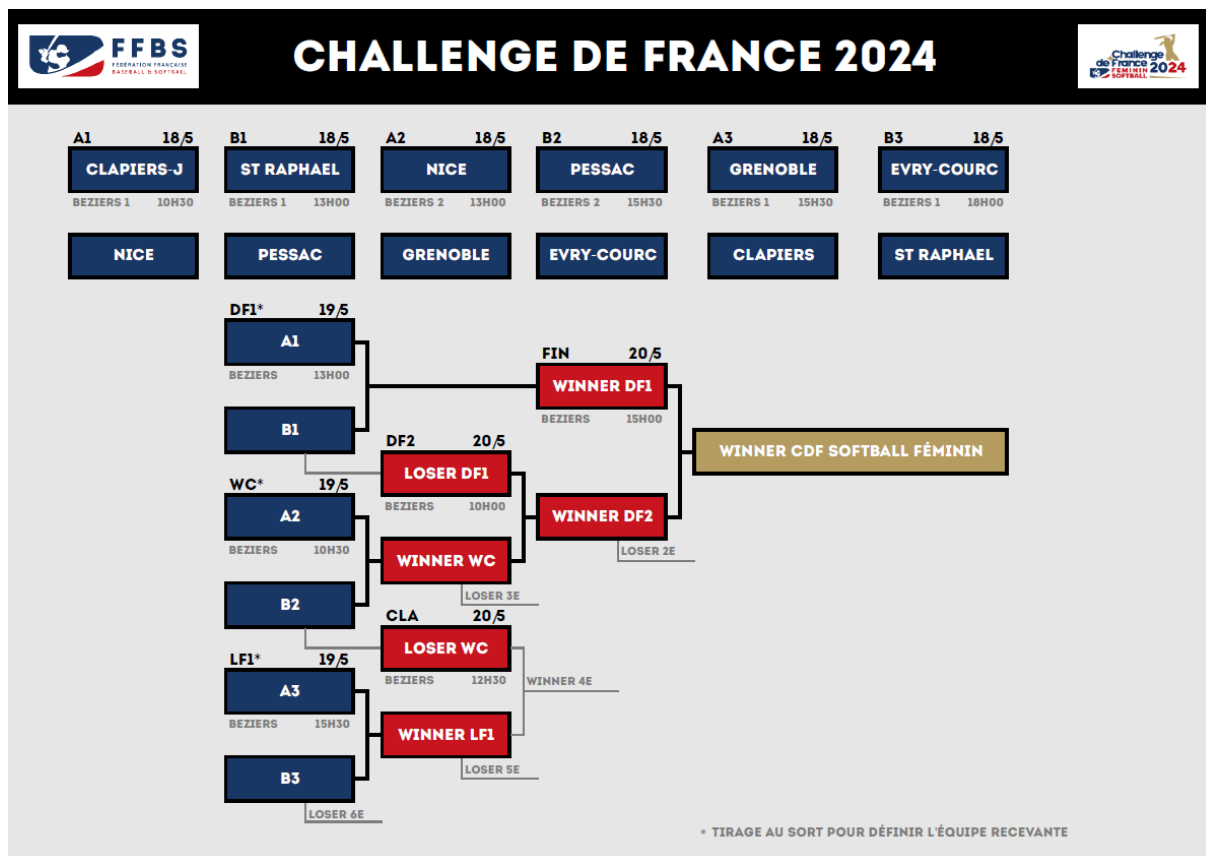 FFBS
FÉDÉRATION FRANÇAISE
BASEBALL & SOFTBALL
CHALLENGE DE FRANCE 2024
Challenge
de France
FEMININ
SOFTBALL
2024
A1 18/5
CLAPIERS-J
BEZIERS 1 10H30
NICE
B1 18/5
ST RAPHAEL
BEZIERS 1 13H00
PESSAC
A2 18/5
NICE
BEZIERS 2 13H00
GRENOBLE
B2 18/5
PESSAC
BEZIERS 2 15H30
EVRY-COURC
A3 18/5
GRENOBLE
BEZIERS 1 15H30
CLAPIERS
B3 18/5
EVRY-COURC
BEZIERS 1 18H00
ST RAPHAEL
DF1* 19/5
A1
BEZIERS 13H00
B1
WC* 19/5
A2
BEZIERS 10H30
B2
LF1* 19/5
A3
BEZIERS 15H30
B3
LOSER 6E
DF2 20/5
LOSER DF1
BEZIERS 10H00
WINNER WC
LOSER 3E
CLA 20/5
LOSER WC
BEZIERS 12H30
WINNER LF1
LOSER 5E
WINNER 4E
FIN 20/5
WINNER DF1
BEZIERS 15H00
WINNER DF2
LOSER 2E
WINNER CDF SOFTBALL FÉMININ
* TIRAGE AU SORT POUR DÉFINIR L'ÉQUIPE RECEVANTE